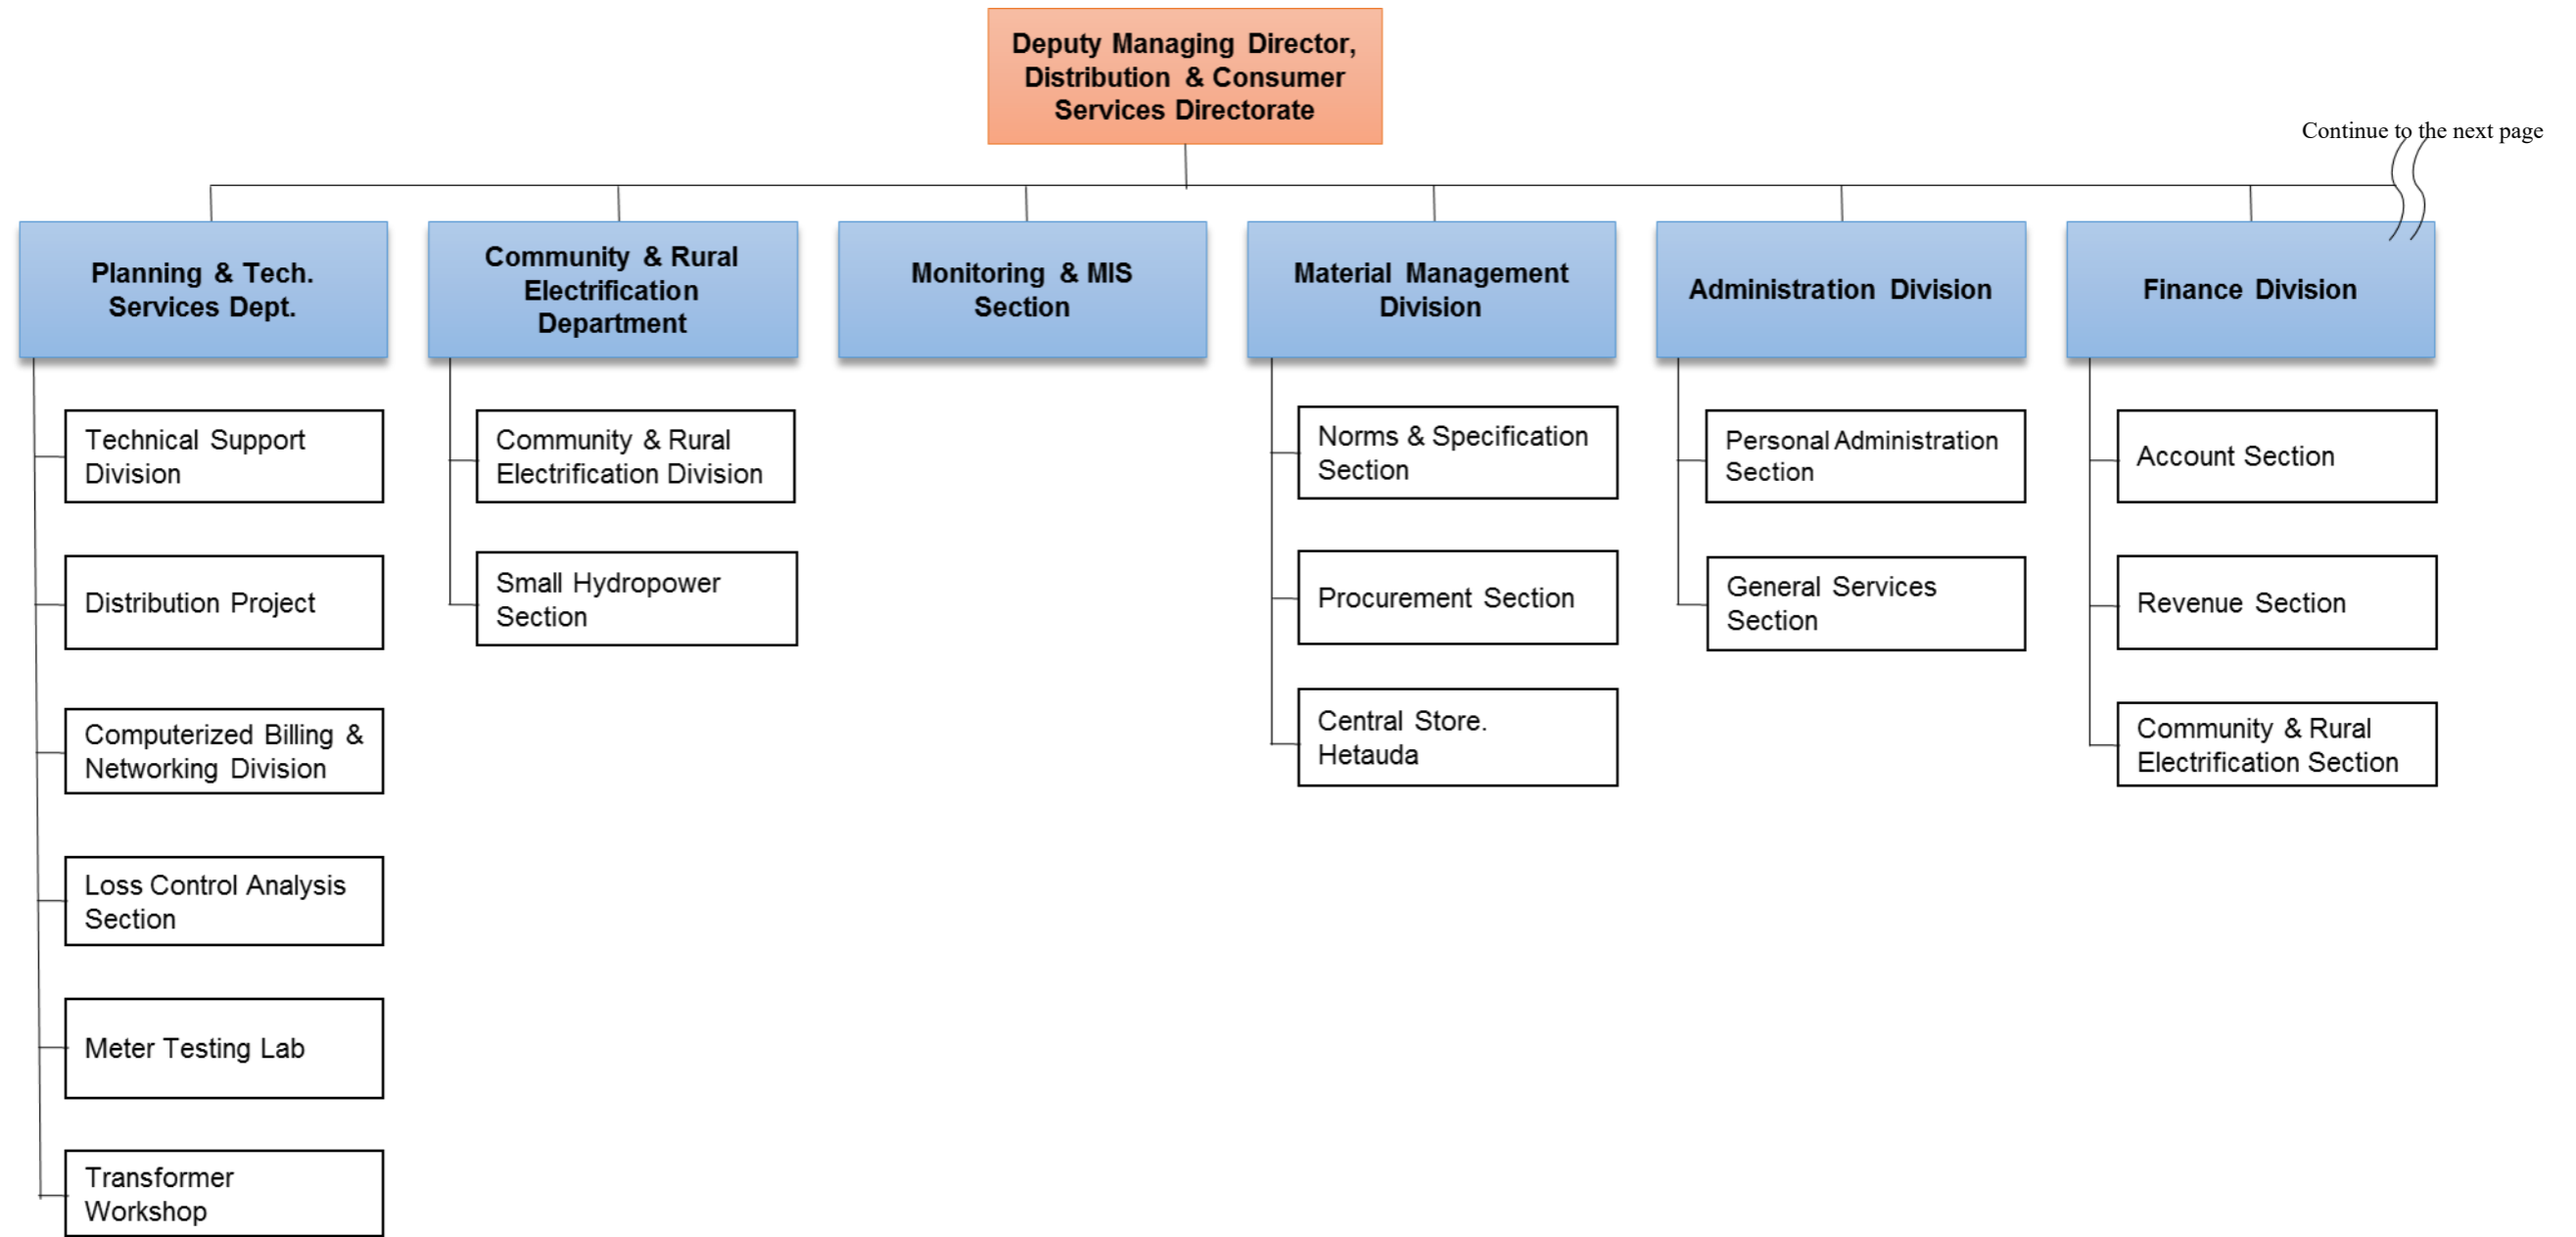 Deputy Managing Director,
Distribution & Consumer
Services Directorate
Continue to the next page
Planning & Tech.
Services Dept.
Community & Rural
Electrification
Department
Monitoring & MIS
Section
Material Management
Division
Administration Division
Finance Division
Technical Support
Division
Distribution Project
Computerized Billing &
Networking Division
Loss Control Analysis
Section
Meter Testing Lab
Transformer
Workshop
Community & Rural
Electrification Division
Small Hydropower
Section
Norms & Specification
Section
Procurement Section
Central Store.
Hetauda
Personal Administration
Section
General Services
Section
Account Section
Revenue Section
Community & Rural
Electrification Section